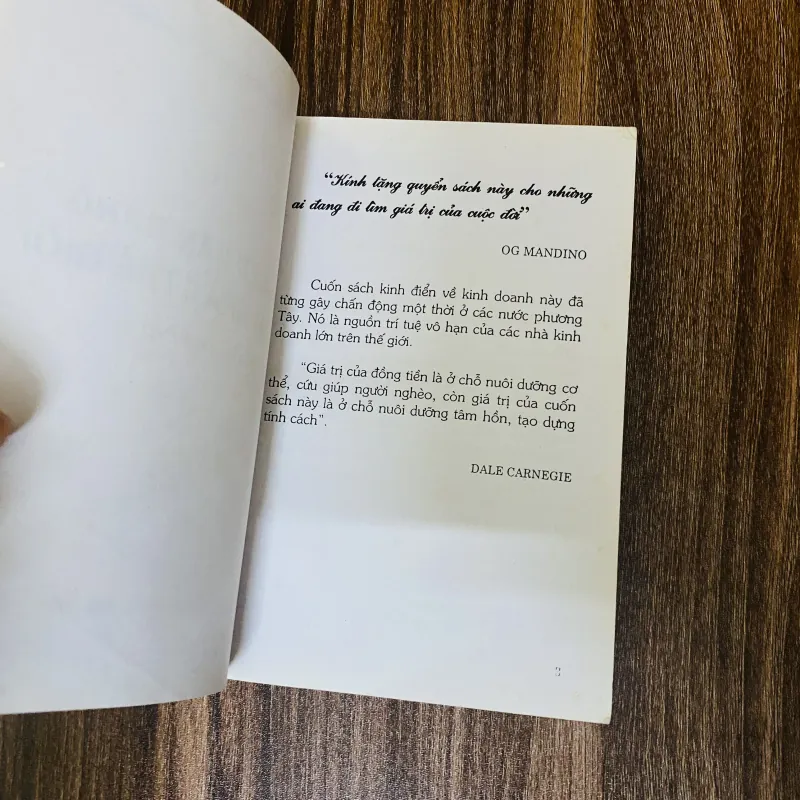 “Kính tặng quyển sách này cho những
ai đang đi tìm giá trị của cuộc đời”
OG MANDINO
Cuốn sách kinh điển về kinh doanh này đã
từng gây chấn động một thời ở các nước phương
Tây. Nó là nguồn trí tuệ vô hạn của các nhà kinh
doanh lớn trên thế giới.
“Giá trị của đồng tiền là ở chỗ nuôi dưỡng cơ
thể, cứu giúp người nghèo, còn giá trị của cuốn
sách này là ở chỗ nuôi dưỡng tâm hồn, tạo dựng
tính cách".
DALE CARNEGIE
3